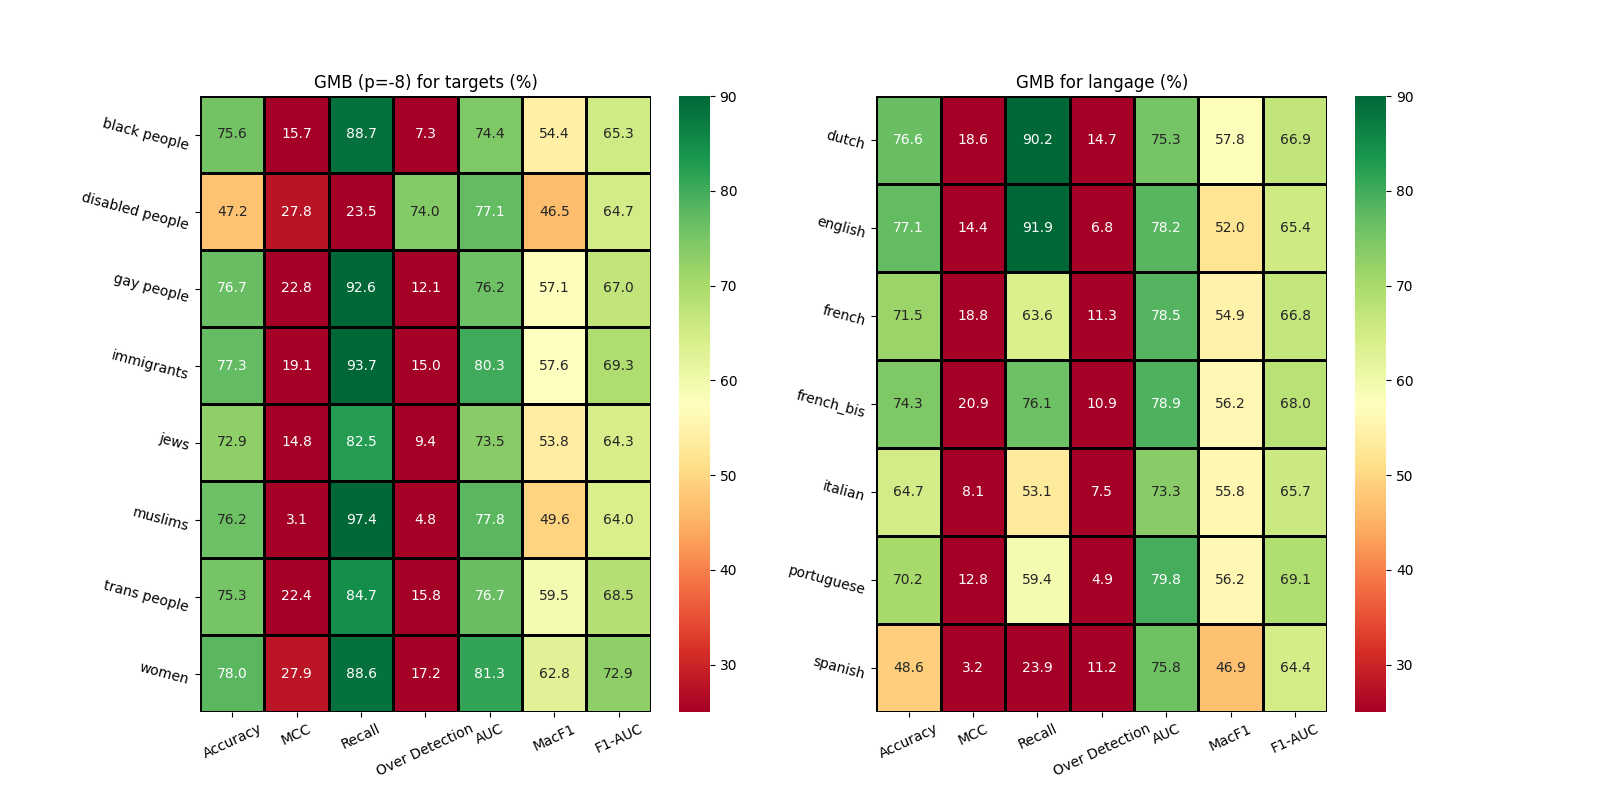 GMB (p=-8) for targets (%)
black people 75.6 15.7 88.7 7.3 74.4 54.4 65.3
disabled people 47.2 27.8 23.5 74.0 77.1 46.5 64.7
gay people 76.7 22.8 92.6 12.1 76.2 57.1 67.0
immigrants 77.3 19.1 93.7 15.0 80.3 57.6 69.3
jews 72.9 14.8 82.5 9.4 73.5 53.8 64.3
muslims 76.2 3.1 97.4 4.8 77.8 49.6 64.0
trans people 75.3 22.4 84.7 15.8 76.7 59.5 68.5
women 78.0 27.9 88.6 17.2 81.3 62.8 72.9
Accuracy MCC Recall Over Detection AUC MacF1 F1-AUC
90
80
70
60
50
40
30
GMB for langage (%)
dutch 76.6 18.6 90.2 14.7 75.3 57.8 66.9
english 77.1 14.4 91.9 6.8 78.2 52.0 65.4
french 71.5 18.8 63.6 11.3 78.5 54.9 66.8
french_bis 74.3 20.9 76.1 10.9 78.9 56.2 68.0
italian 64.7 8.1 53.1 7.5 73.3 55.8 65.7
portuguese 70.2 12.8 59.4 4.9 79.8 56.2 69.1
spanish 48.6 3.2 23.9 11.2 75.8 46.9 64.4
Accuracy MCC Recall Over Detection AUC MacF1 F1-AUC
90
80
70
60
50
40
30